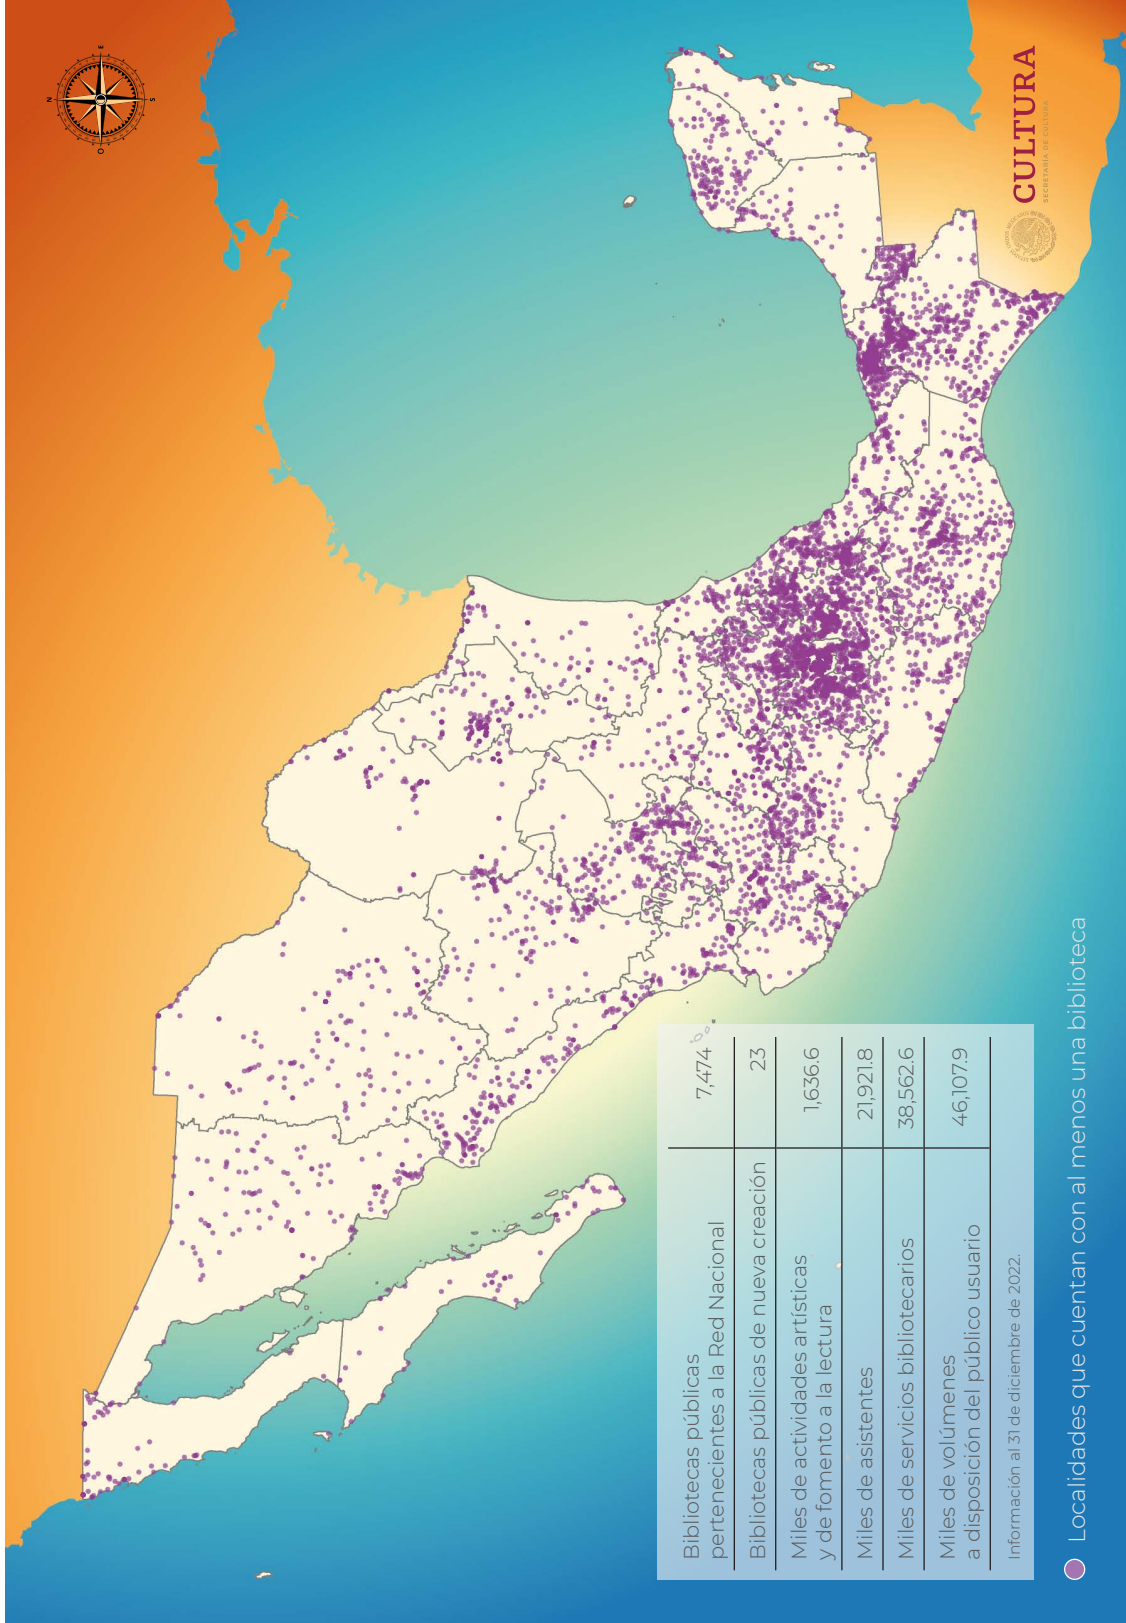 N
E
S
O
CULTURA
SECRETARÍA DE CULTURA
Bibliotecas públicas
pertenecientes a la Red Nacional 7,474
Bibliotecas públicas de nueva creación 23
Miles de actividades artísticas
y de fomento a la lectura 1,636.6
Miles de asistentes 21,921.8
Miles de servicios bibliotecarios 38,562.6
Miles de volúmenes
a disposición del público usuario 46,107.9
Información al 31 de diciembre de 2022.
Localidades que cuentan con al menos una biblioteca